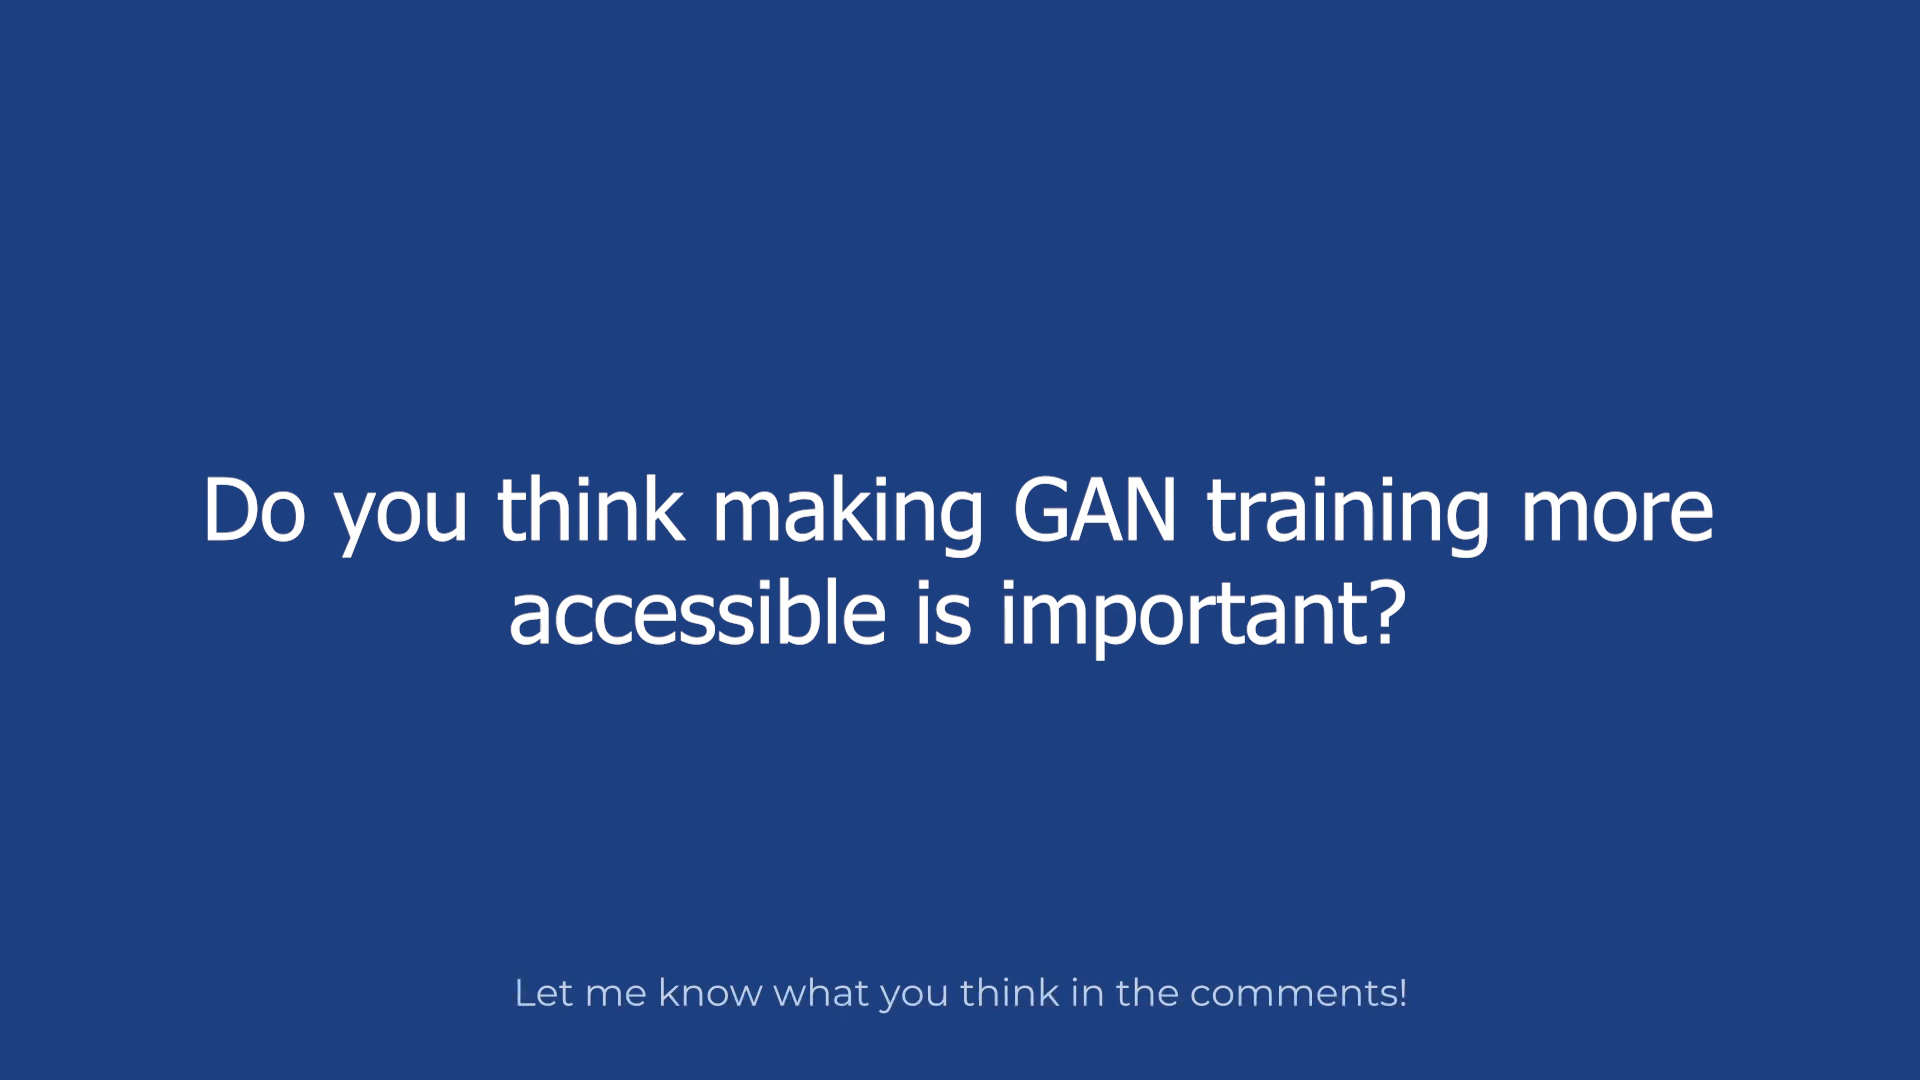 Do you think making GAN training more
accessible is important?
Let me know what you think in the comments!